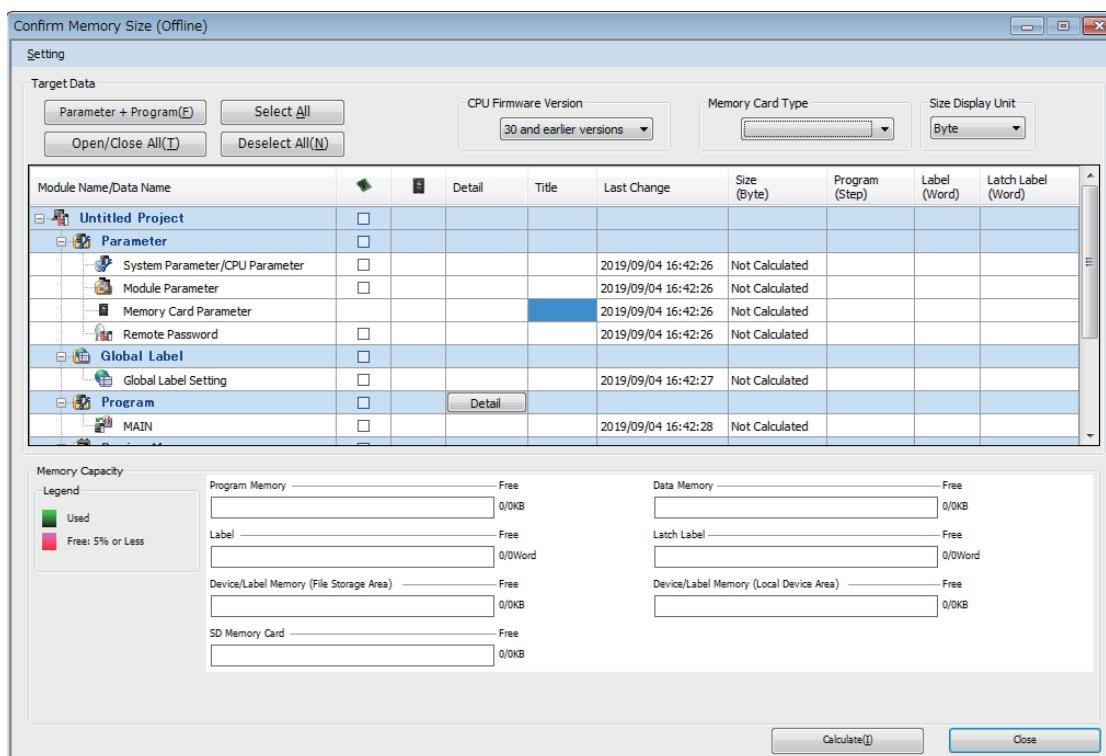 Confirm Memory Size (Offline)
Setting
Target Data
Parameter + Program(F)
Select All
Open/Close All(T)
Deselect All(N)
CPU Firmware Version
30 and earlier versions
Memory Card Type
Size Display Unit
Byte
Module Name/Data Name Detail Title Last Change Size (Byte) Program (Step) Label (Word) Latch Label (Word)
Untitled Project
Parameter
System Parameter/CPU Parameter 2019/09/04 16:42:26 Not Calculated
Module Parameter 2019/09/04 16:42:26 Not Calculated
Memory Card Parameter 2019/09/04 16:42:26 Not Calculated
Remote Password 2019/09/04 16:42:26 Not Calculated
Global Label
Global Label Setting 2019/09/04 16:42:27 Not Calculated
Program Detail
MAIN 2019/09/04 16:42:28 Not Calculated
Memory Capacity
Legend
Used
Free: 5% or Less
Program Memory Free
0/0KB
Data Memory Free
0/0KB
Label Free
0/0Word
Latch Label Free
0/0Word
Device/Label Memory (File Storage Area) Free
0/0KB
Device/Label Memory (Local Device Area) Free
0/0KB
SD Memory Card Free
0/0KB
Calculate(I)
Close